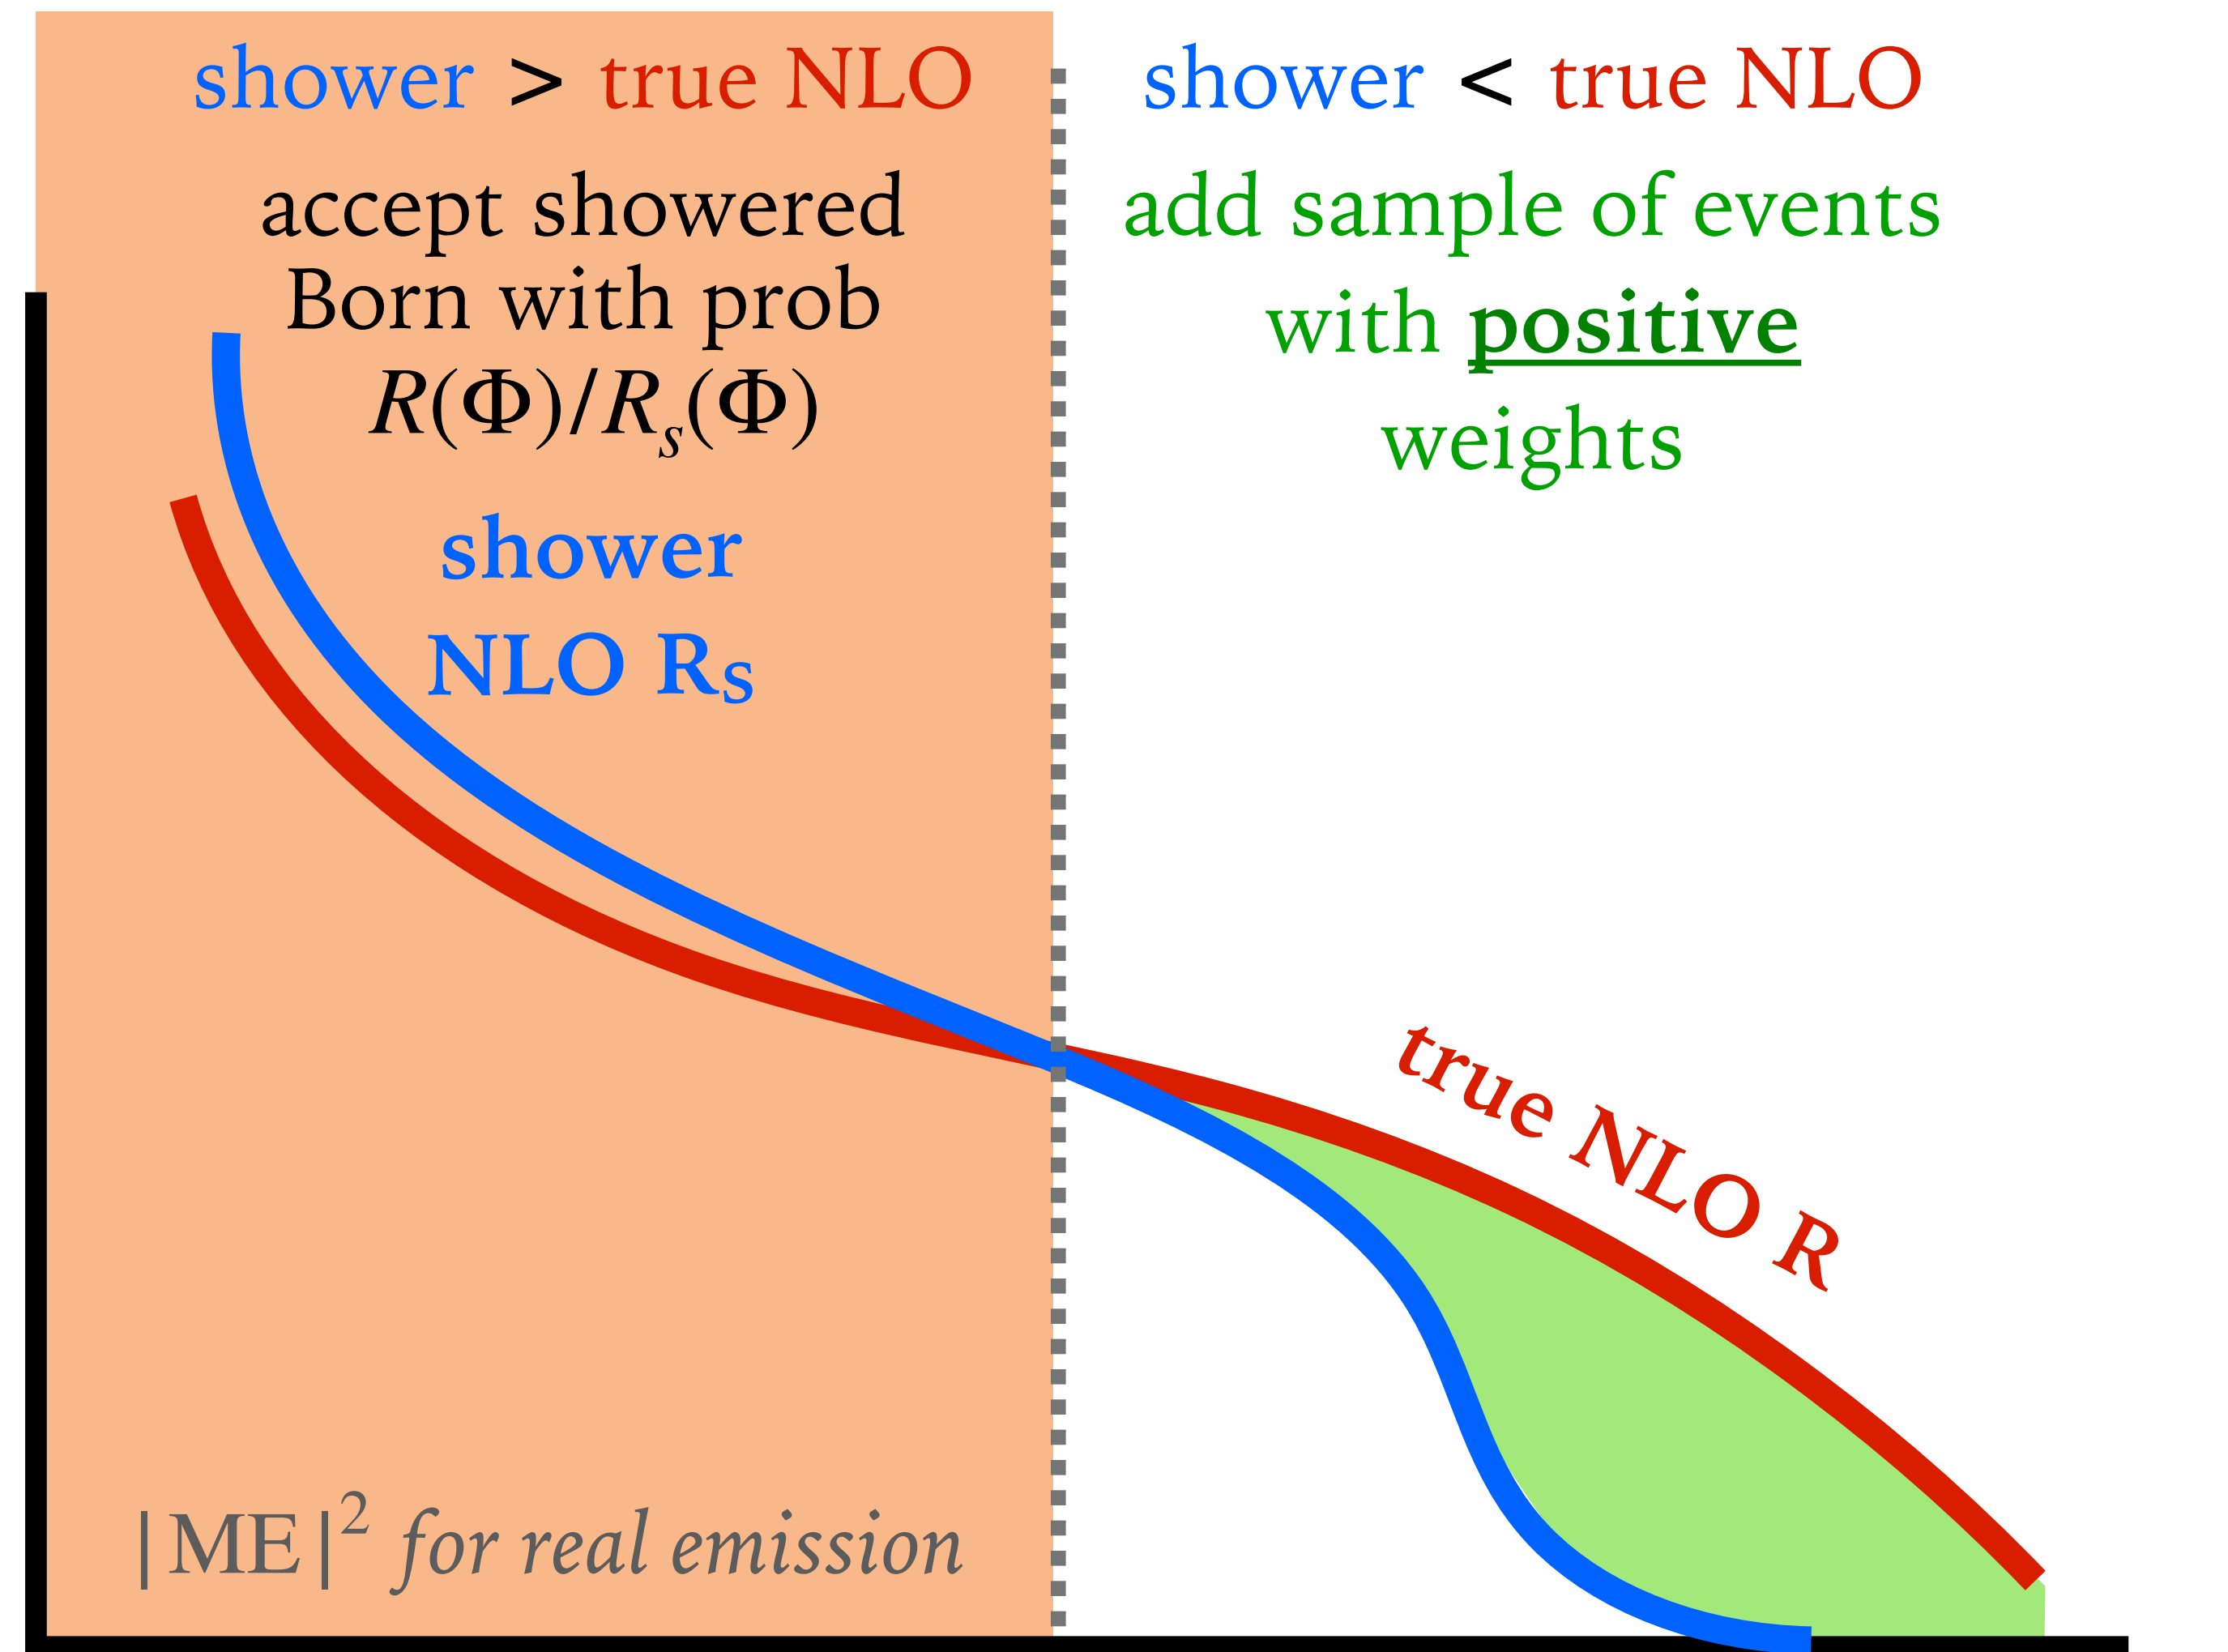 shower > true NLO
accept showered
Born with prob
R(Φ)/Rₛ(Φ)
shower
NLO Rₛ
|ME|² for real emission
shower < true NLO
add sample of events
with positive
weights
true NLO R